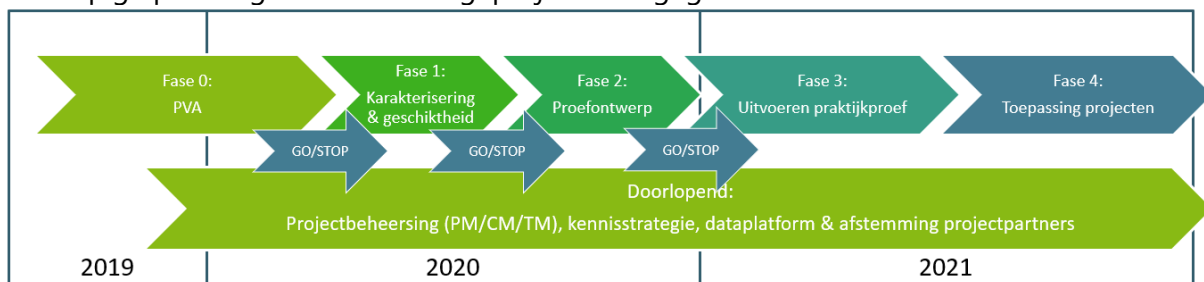 Fase 0:
PVA
Fase 1:
Karakterisering
& geschiktheid
Fase 2:
Proefontwerp
Fase 3:
Uitvoeren praktijkproef
Fase 4:
Toepassing projecten
GO/STOP
GO/STOP
GO/STOP
Doorlopend:
Projectbeheersing (PM/CM/TM), kennisstrategie, dataplatform & afstemming projectpartners
2019
2020
2021